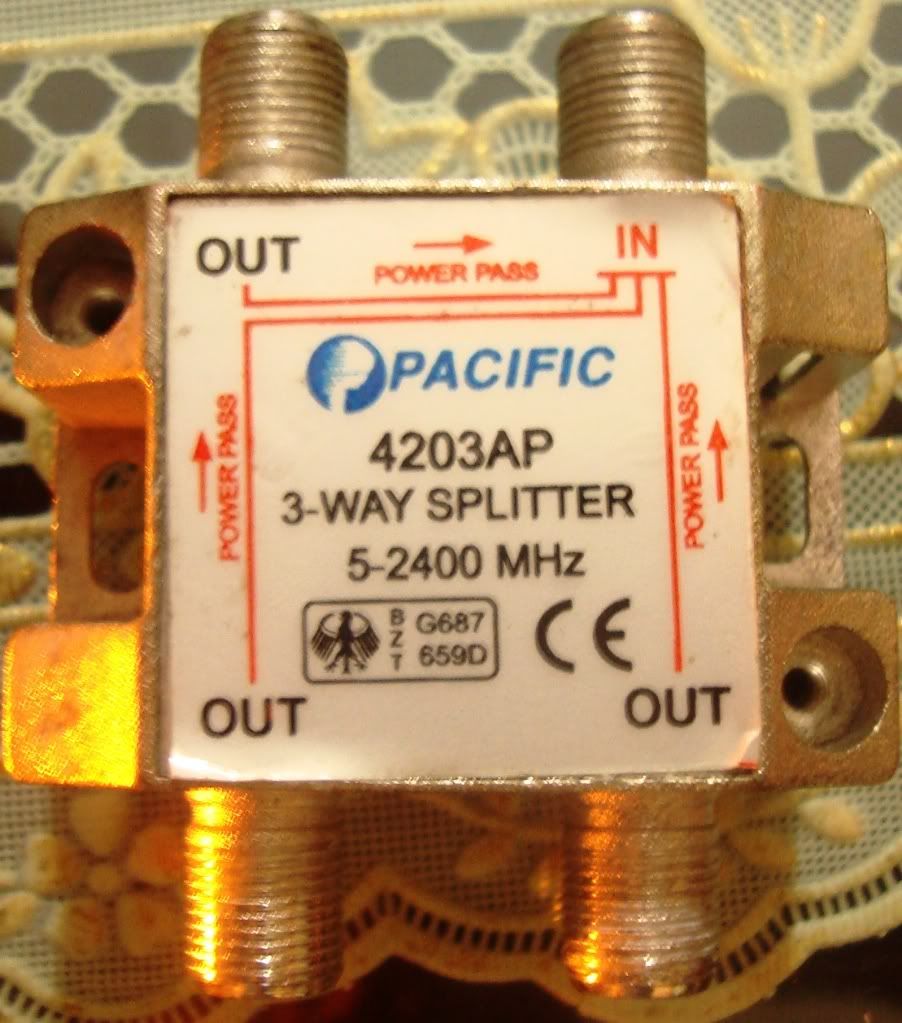 OUT
IN
POWER PASS
PACIFIC
POWER PASS
POWER PASS
4203AP
3-WAY SPLITTER
5-2400 MHz
BZT
G687
659D
CE
OUT
OUT